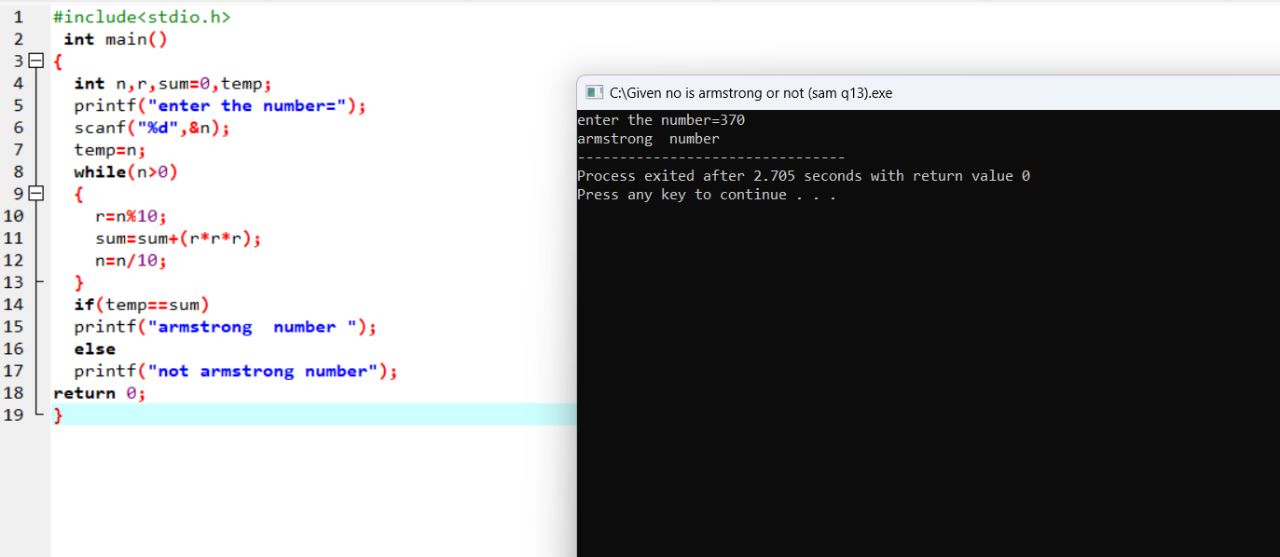 1 #include<stdio.h>
2 int main()
3 {
4 int n,r,sum=0,temp;
5 printf("enter the number=");
6 scanf("%d",&n);
7 temp=n;
8 while(n>0)
9 {
10 r=n%10;
11 sum=sum+(r*r*r);
12 n=n/10;
13 }
14 if(temp==sum)
15 printf("armstrong  number ");
16 else
17 printf("not armstrong number");
18 return 0;
19 }
C:\Given no is armstrong or not (sam q13).exe
enter the number=370
armstrong  number
--------------------------------
Process exited after 2.705 seconds with return value 0
Press any key to continue . . .